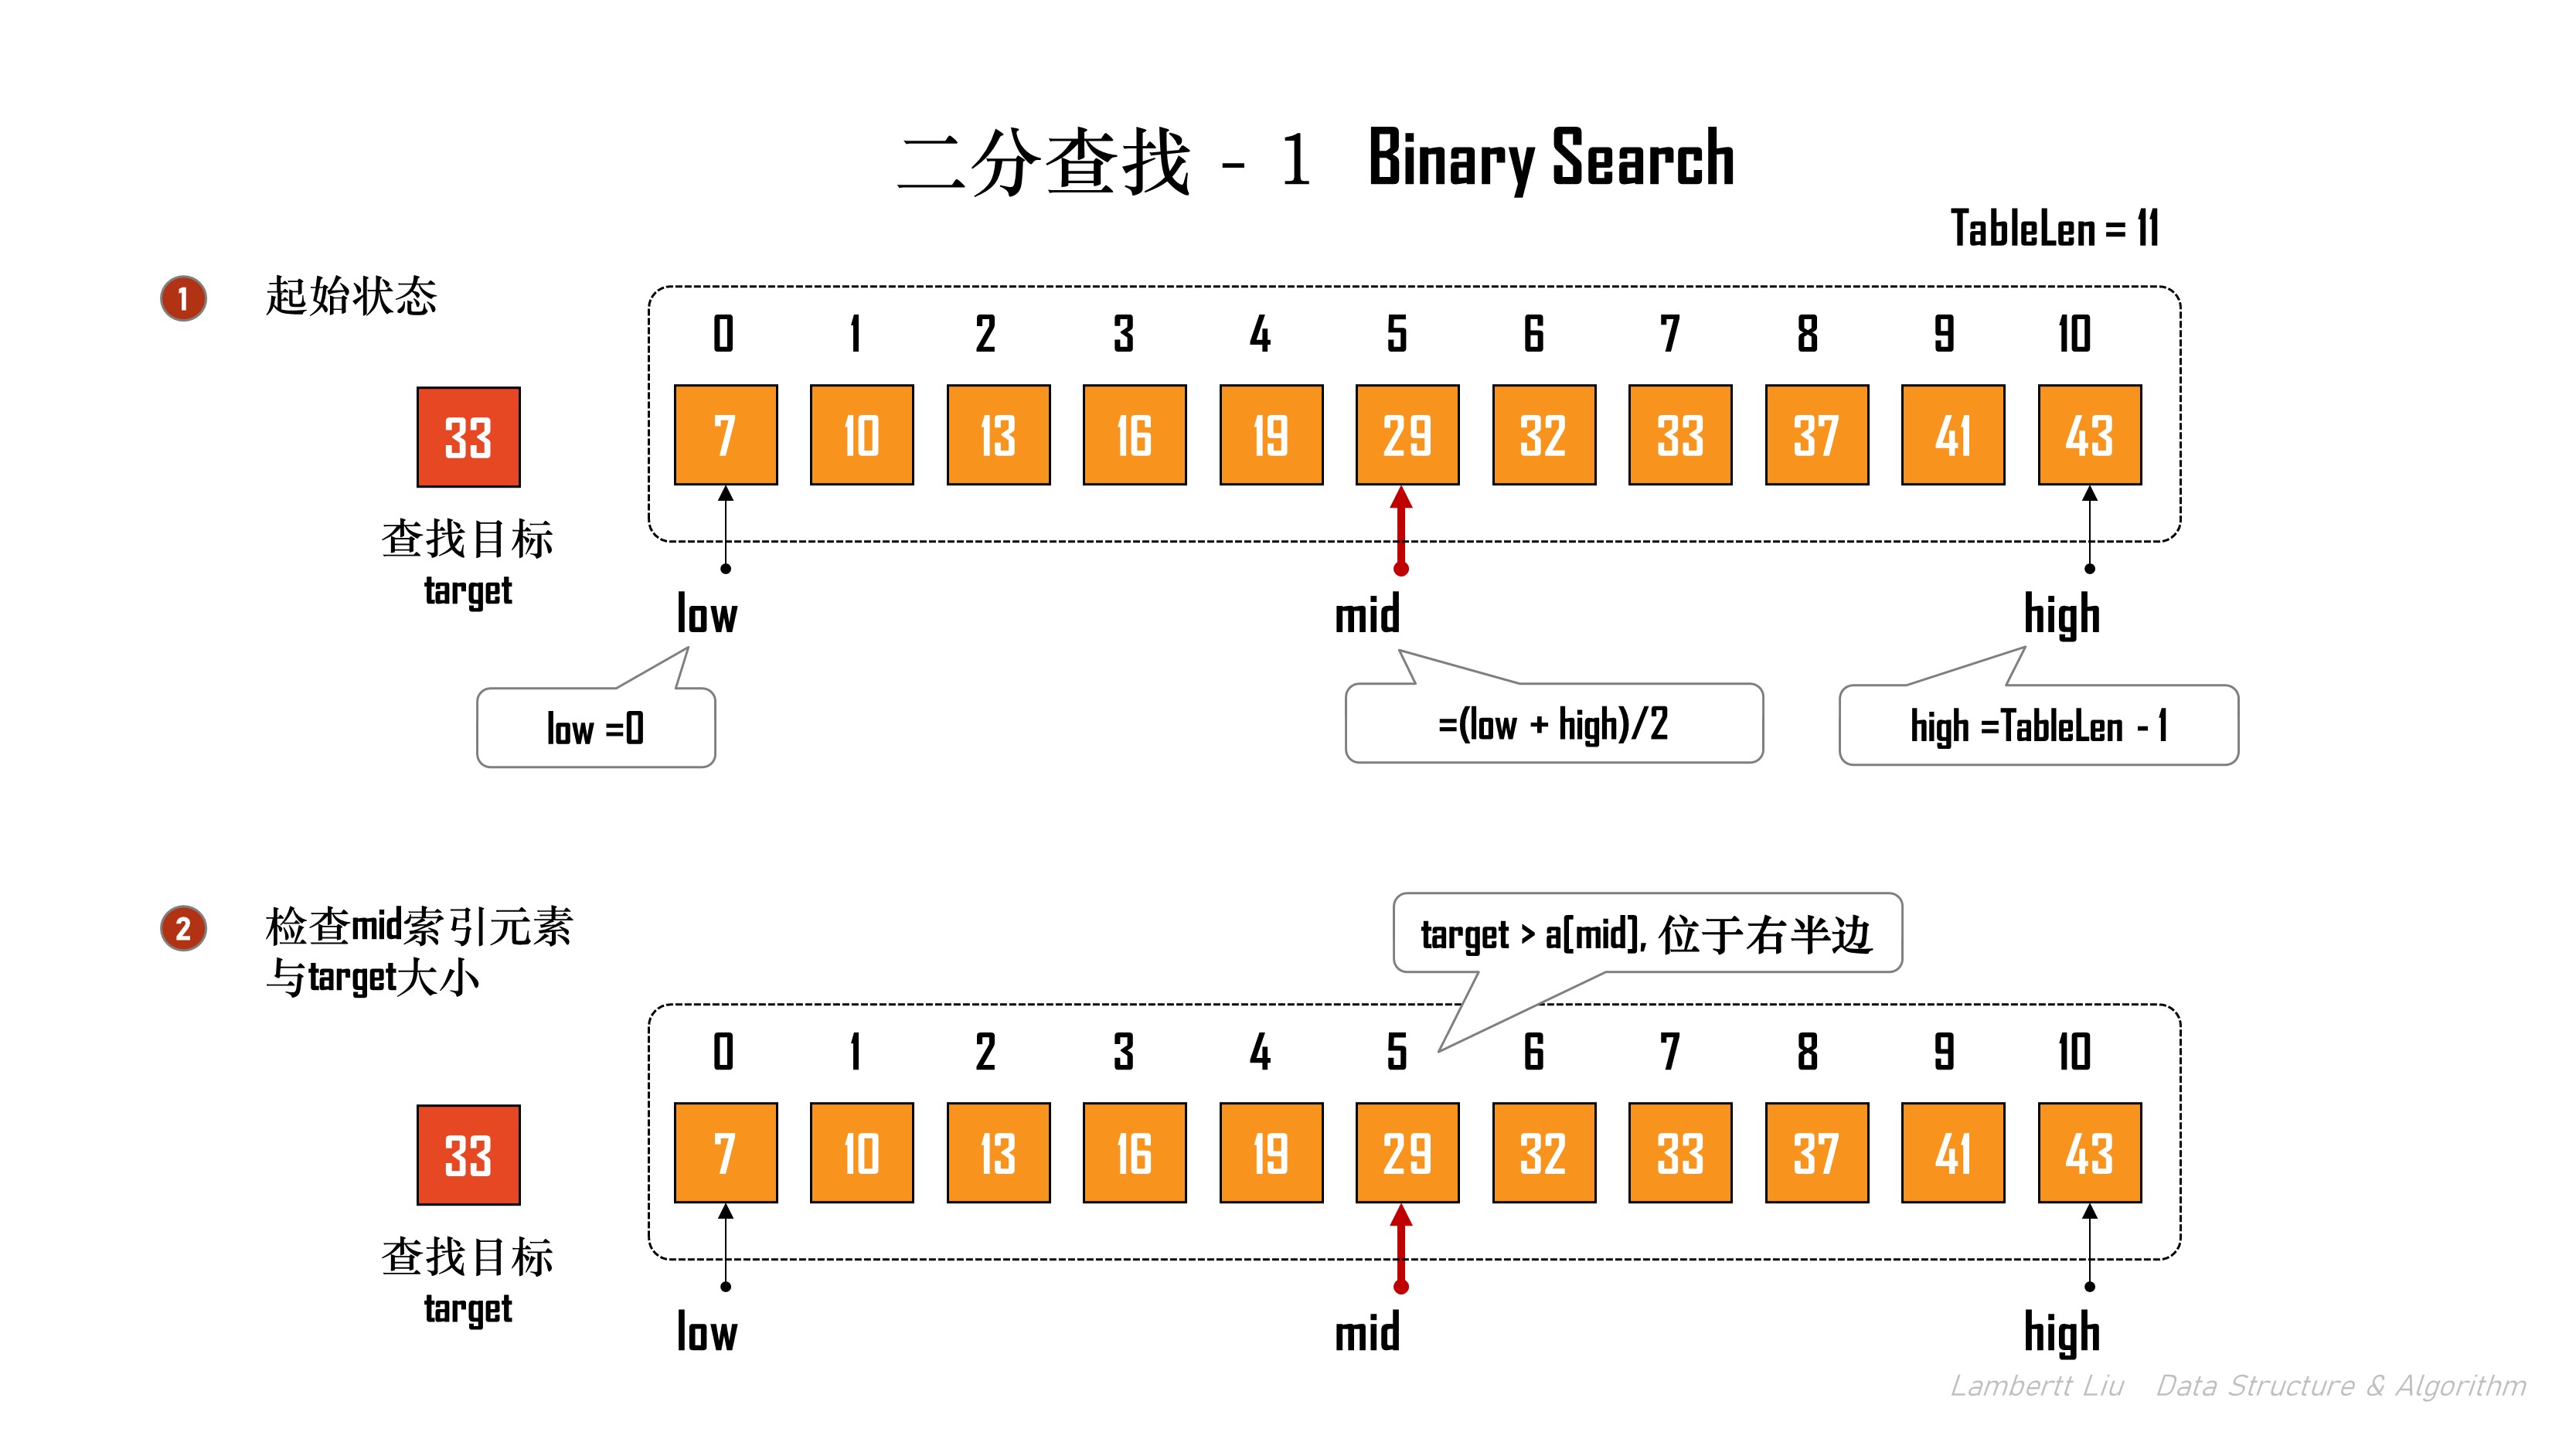 二分查找 - 1 Binary Search
TableLen = 11
1 起始状态
0 1 2 3 4 5 6 7 8 9 10
33
7 10 13 16 19 29 32 33 37 41 43
查找目标
target
low mid high
low =0
=(low + high)/2
high =TableLen - 1
2 检查mid索引元素
与target大小
target > a[mid], 位于右半边
0 1 2 3 4 5 6 7 8 9 10
33
7 10 13 16 19 29 32 33 37 41 43
查找目标
target
low mid high
Lambertt Liu Data Structure & Algorithm